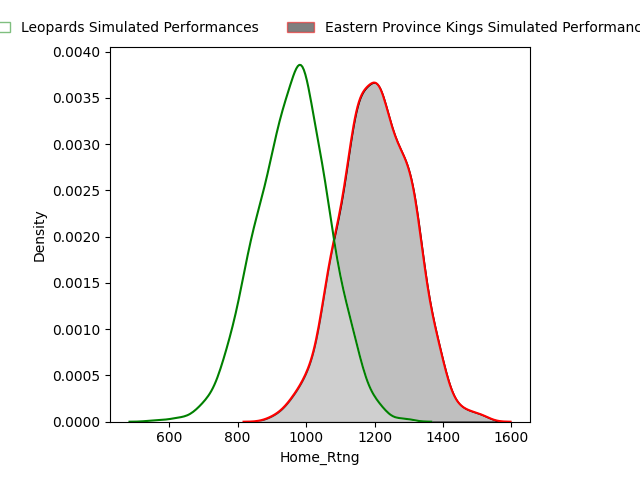 Leopards Simulated Performances
Eastern Province Kings Simulated Performanc
0.0040
0.0035
0.0030
0.0025
0.0020
0.0015
0.0010
0.0005
0.0000
Density
600 800 1000 1200 1400 1600
Home_Rtng